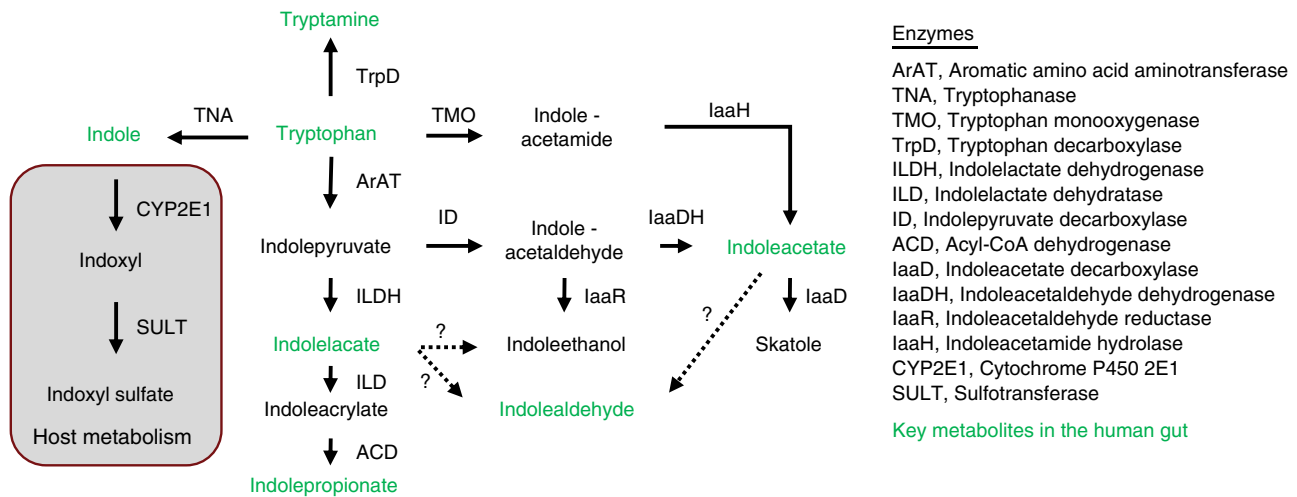 Tryptamine
TrpD
TNA
TMO
IaaH
Indole
Tryptophan
Indole -
acetamide
ArAT
CYP2E1
ID
Indole -
acetaldehyde
IaaDH
Indoleacetate
Indoxyl
Indolepyruvate
ILDH
IaaR
IaaD
SULT
?
?
Indolelacate
Indoleethanol
Skatole
?
ILD
Indoxyl sulfate
Indoleacrylate
Indolealdehyde
Host metabolism
ACD
Indolepropionate
Enzymes
ArAT, Aromatic amino acid aminotransferase
TNA, Tryptophanase
TMO, Tryptophan monooxygenase
TrpD, Tryptophan decarboxylase
ILDH, Indolelactate dehydrogenase
ILD, Indolelactate dehydratase
ID, Indolepyruvate decarboxylase
ACD, Acyl-CoA dehydrogenase
IaaD, Indoleacetate decarboxylase
IaaDH, Indoleacetaldehyde dehydrogenase
IaaR, Indoleacetaldehyde reductase
IaaH, Indoleacetamide hydrolase
CYP2E1, Cytochrome P450 2E1
SULT, Sulfotransferase
Key metabolites in the human gut